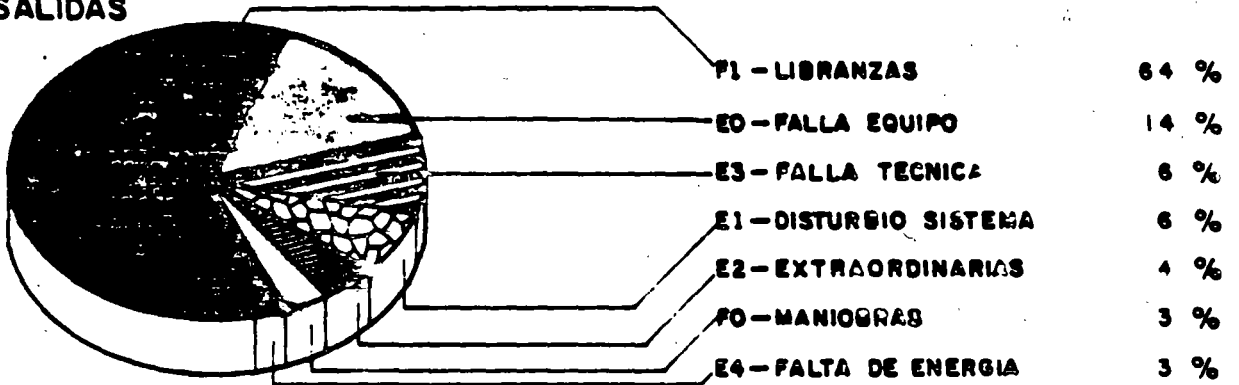 SALIDAS
F1-LIBRANZAS 64 %
E0-FALLA EQUIPO 14 %
E3-FALLA TECNICA 6 %
E1-DISTURBIO SISTEMA 6 %
E2-EXTRAORDINARIAS 4 %
F0-MANIOBRAS 3 %
E4-FALTA DE ENERGIA 3 %